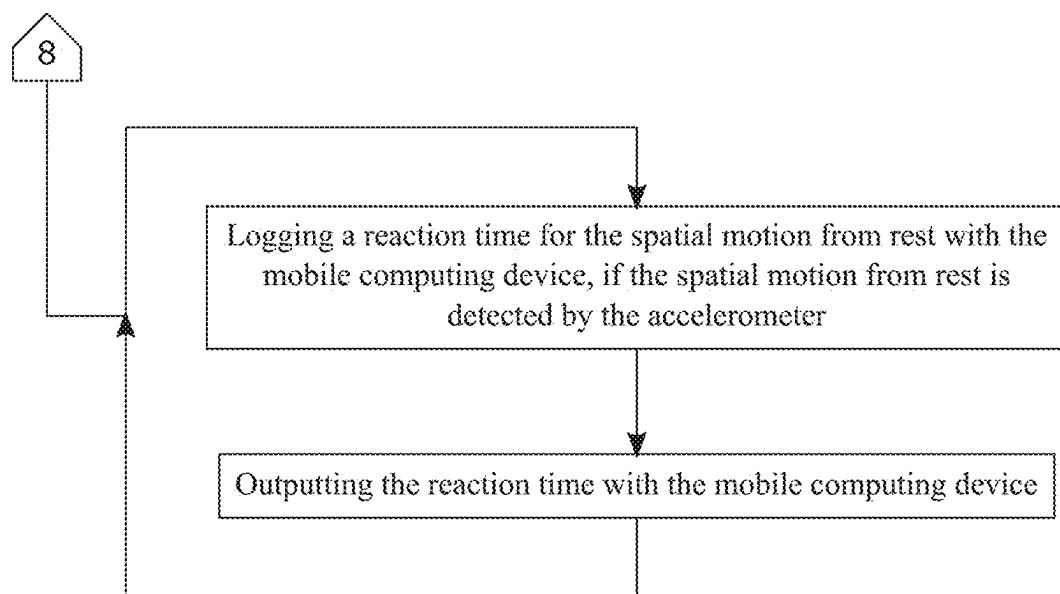 8
Logging a reaction time for the spatial motion from rest with the
mobile computing device, if the spatial motion from rest is
detected by the accelerometer
Outputting the reaction time with the mobile computing device